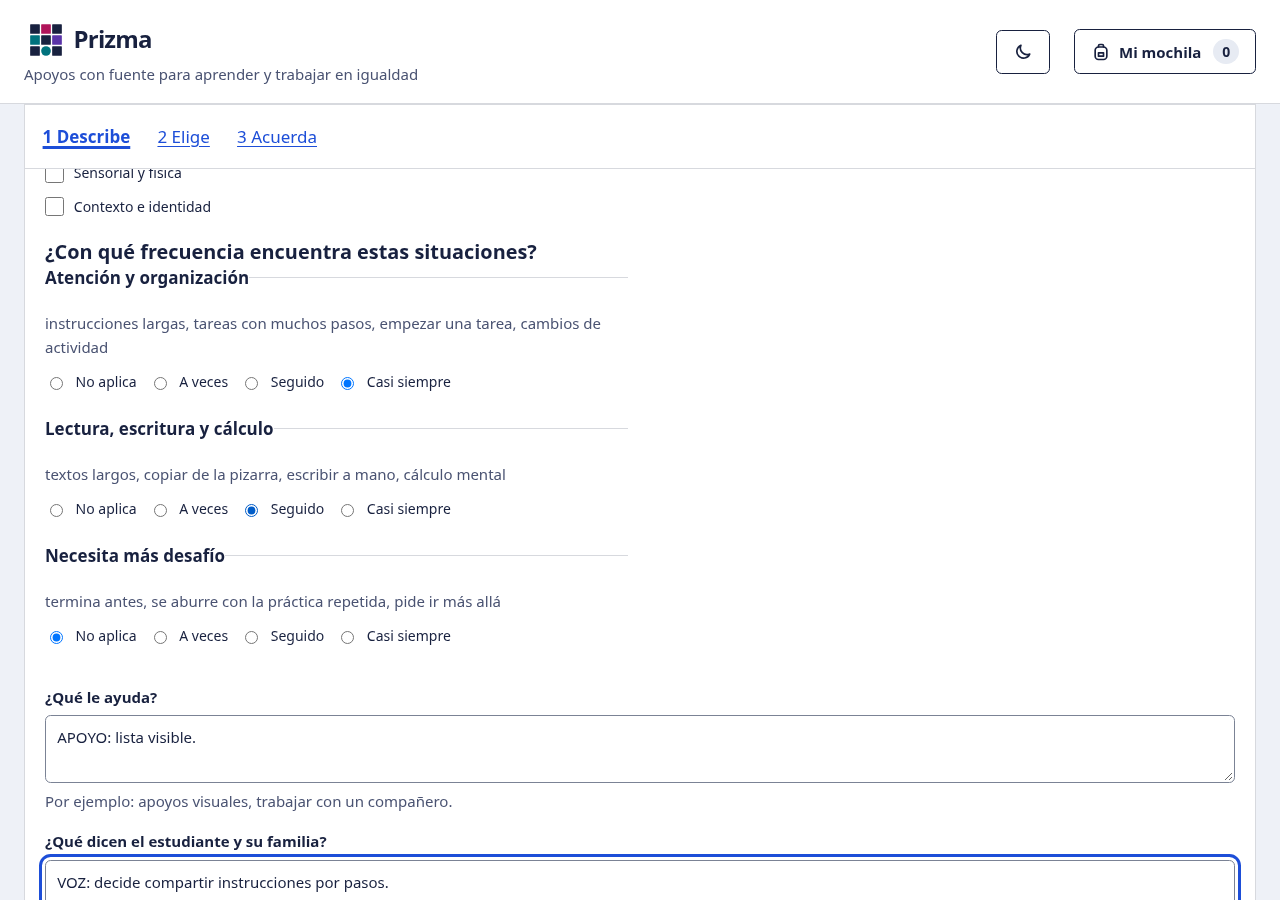 Prizma
Apoyos con fuente para aprender y trabajar en igualdad
Mi mochila 0
1 Describe 2 Elige 3 Acuerda
Sensorial y física
Contexto e identidad
¿Con qué frecuencia encuentra estas situaciones?
Atención y organización
instrucciones largas, tareas con muchos pasos, empezar una tarea, cambios de
actividad
No aplica A veces Seguido Casi siempre
Lectura, escritura y cálculo
textos largos, copiar de la pizarra, escribir a mano, cálculo mental
No aplica A veces Seguido Casi siempre
Necesita más desafío
termina antes, se aburre con la práctica repetida, pide ir más allá
No aplica A veces Seguido Casi siempre
¿Qué le ayuda?
APOYO: lista visible.
Por ejemplo: apoyos visuales, trabajar con un compañero.
¿Qué dicen el estudiante y su familia?
VOZ: decide compartir instrucciones por pasos.